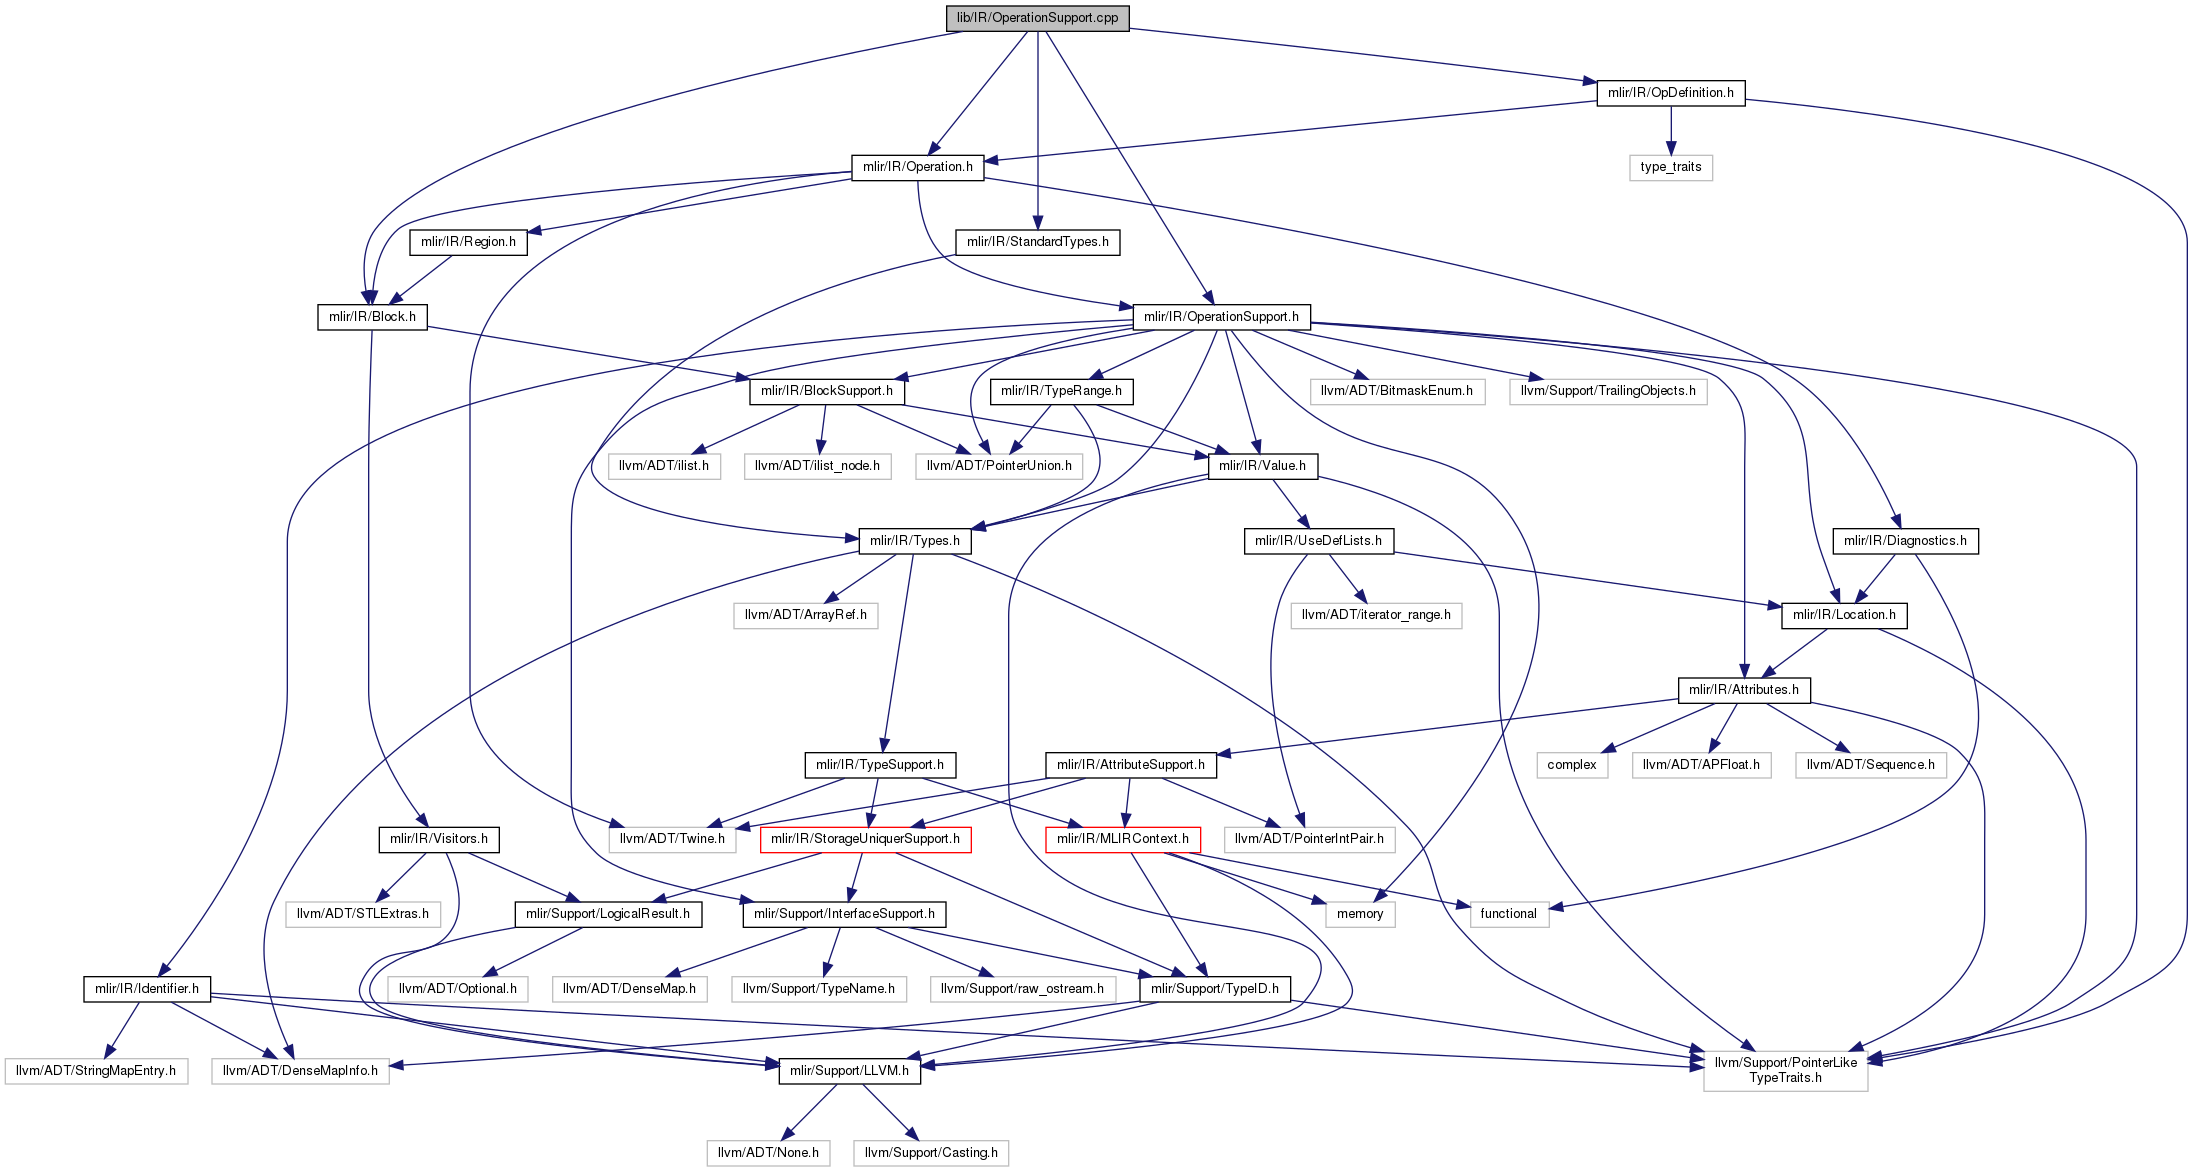 lib/IR/OperationSupport.cpp
mlir/IR/OpDefinition.h
mlir/IR/Operation.h
type_traits
mlir/IR/Region.h
mlir/IR/StandardTypes.h
mlir/IR/Block.h
mlir/IR/OperationSupport.h
mlir/IR/BlockSupport.h
mlir/IR/TypeRange.h
llvm/ADT/BitmaskEnum.h
llvm/Support/TrailingObjects.h
llvm/ADT/ilist.h
llvm/ADT/ilist_node.h
llvm/ADT/PointerUnion.h
mlir/IR/Value.h
mlir/IR/Types.h
mlir/IR/UseDefLists.h
mlir/IR/Diagnostics.h
llvm/ADT/ArrayRef.h
llvm/ADT/iterator_range.h
mlir/IR/Location.h
mlir/IR/Attributes.h
mlir/IR/TypeSupport.h
mlir/IR/AttributeSupport.h
complex
llvm/ADT/APFloat.h
llvm/ADT/Sequence.h
mlir/IR/Visitors.h
llvm/ADT/Twine.h
mlir/IR/StorageUniquerSupport.h
mlir/IR/MLIRContext.h
llvm/ADT/PointerIntPair.h
llvm/ADT/STLExtras.h
mlir/Support/LogicalResult.h
mlir/Support/InterfaceSupport.h
memory
functional
mlir/IR/Identifier.h
llvm/ADT/Optional.h
llvm/ADT/DenseMap.h
llvm/Support/TypeName.h
llvm/Support/raw_ostream.h
mlir/Support/TypeID.h
llvm/ADT/StringMapEntry.h
llvm/ADT/DenseMapInfo.h
mlir/Support/LLVM.h
llvm/Support/PointerLike
TypeTraits.h
llvm/ADT/None.h
llvm/Support/Casting.h